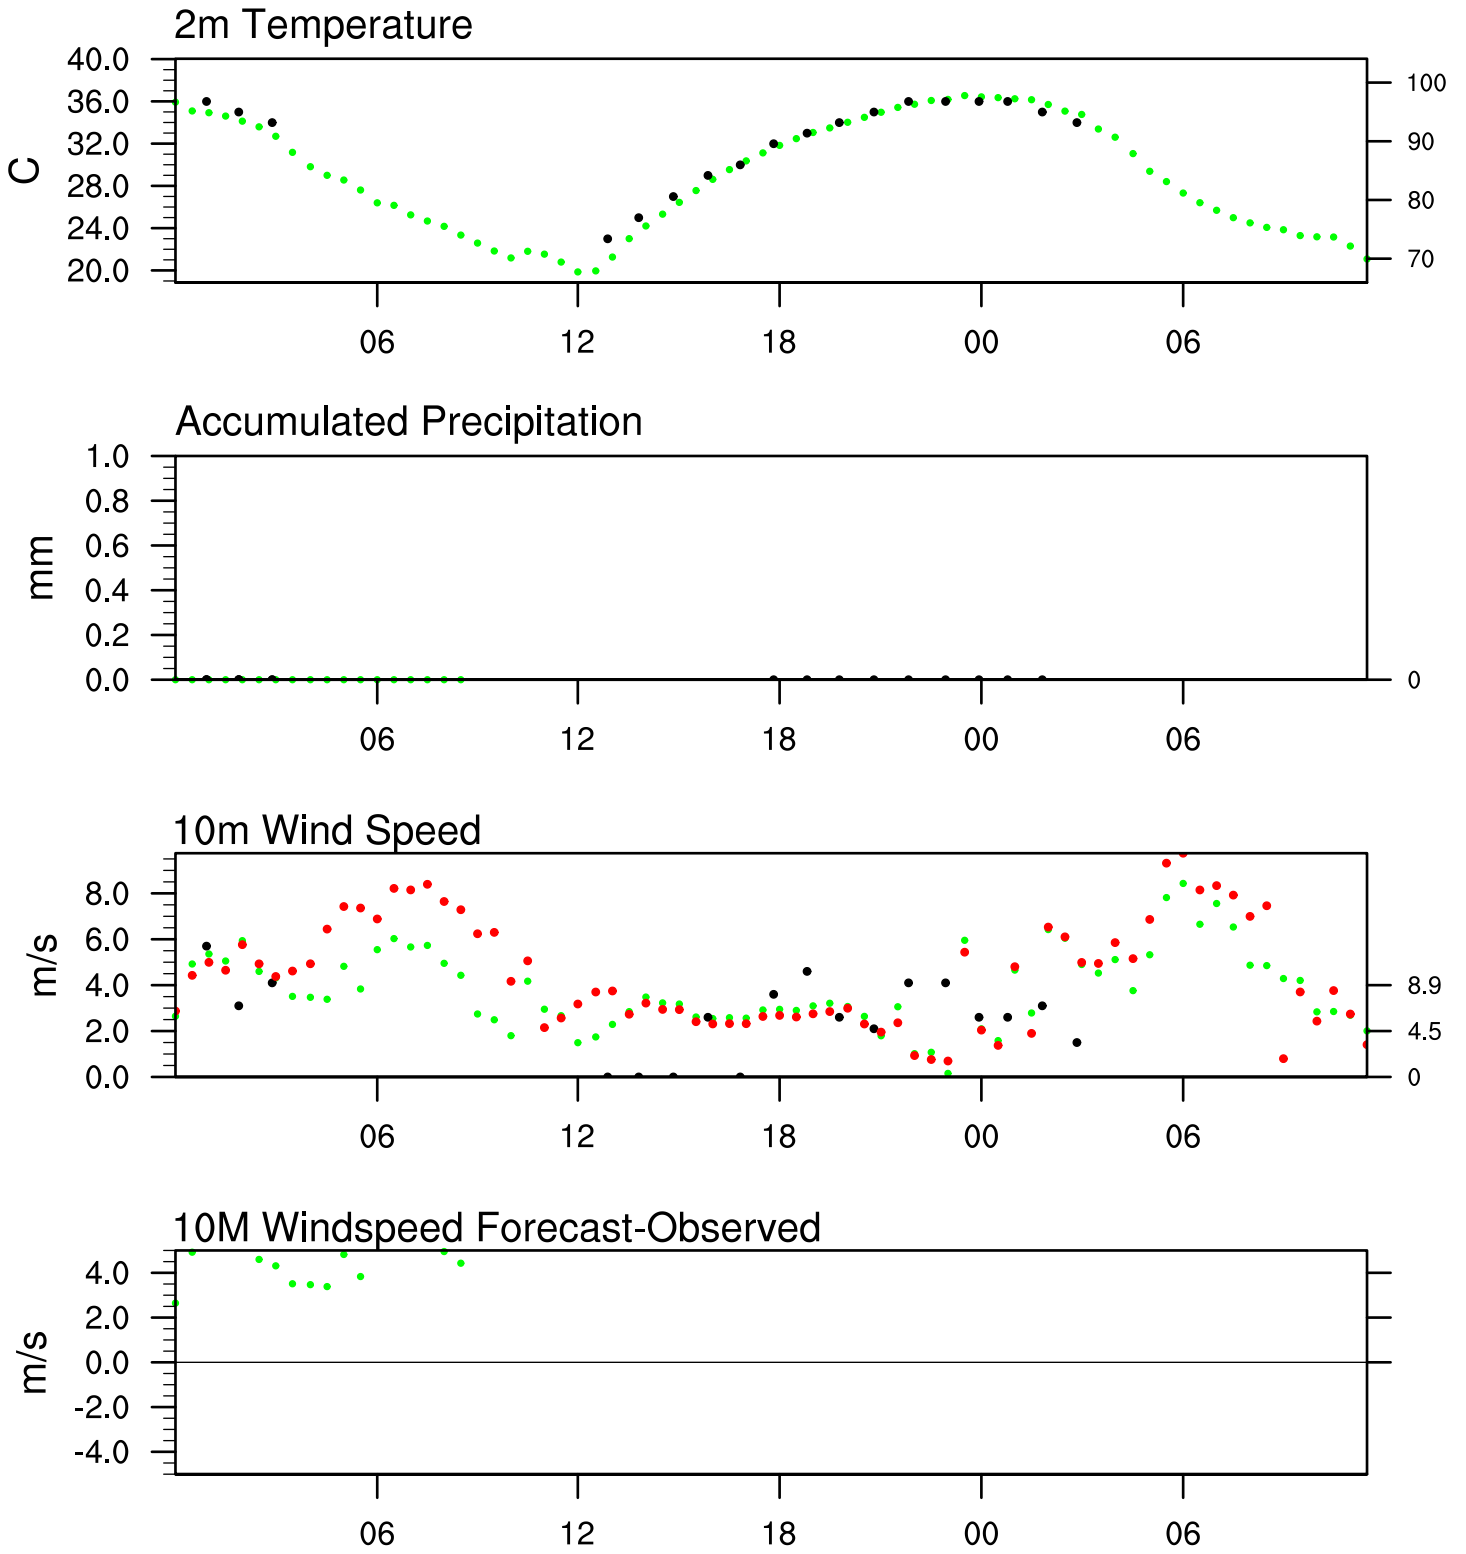 2m Temperature
40.0
36.0
32.0
28.0
24.0
20.0
C
100
90
80
70
06 12 18 00 06
Accumulated Precipitation
1.0
0.8
0.6
0.4
0.2
0.0
mm
0
06 12 18 00 06
10m Wind Speed
8.0
6.0
4.0
2.0
0.0
m/s
8.9
4.5
0
06 12 18 00 06
10M Windspeed Forecast-Observed
4.0
2.0
0.0
-2.0
-4.0
m/s
06 12 18 00 06